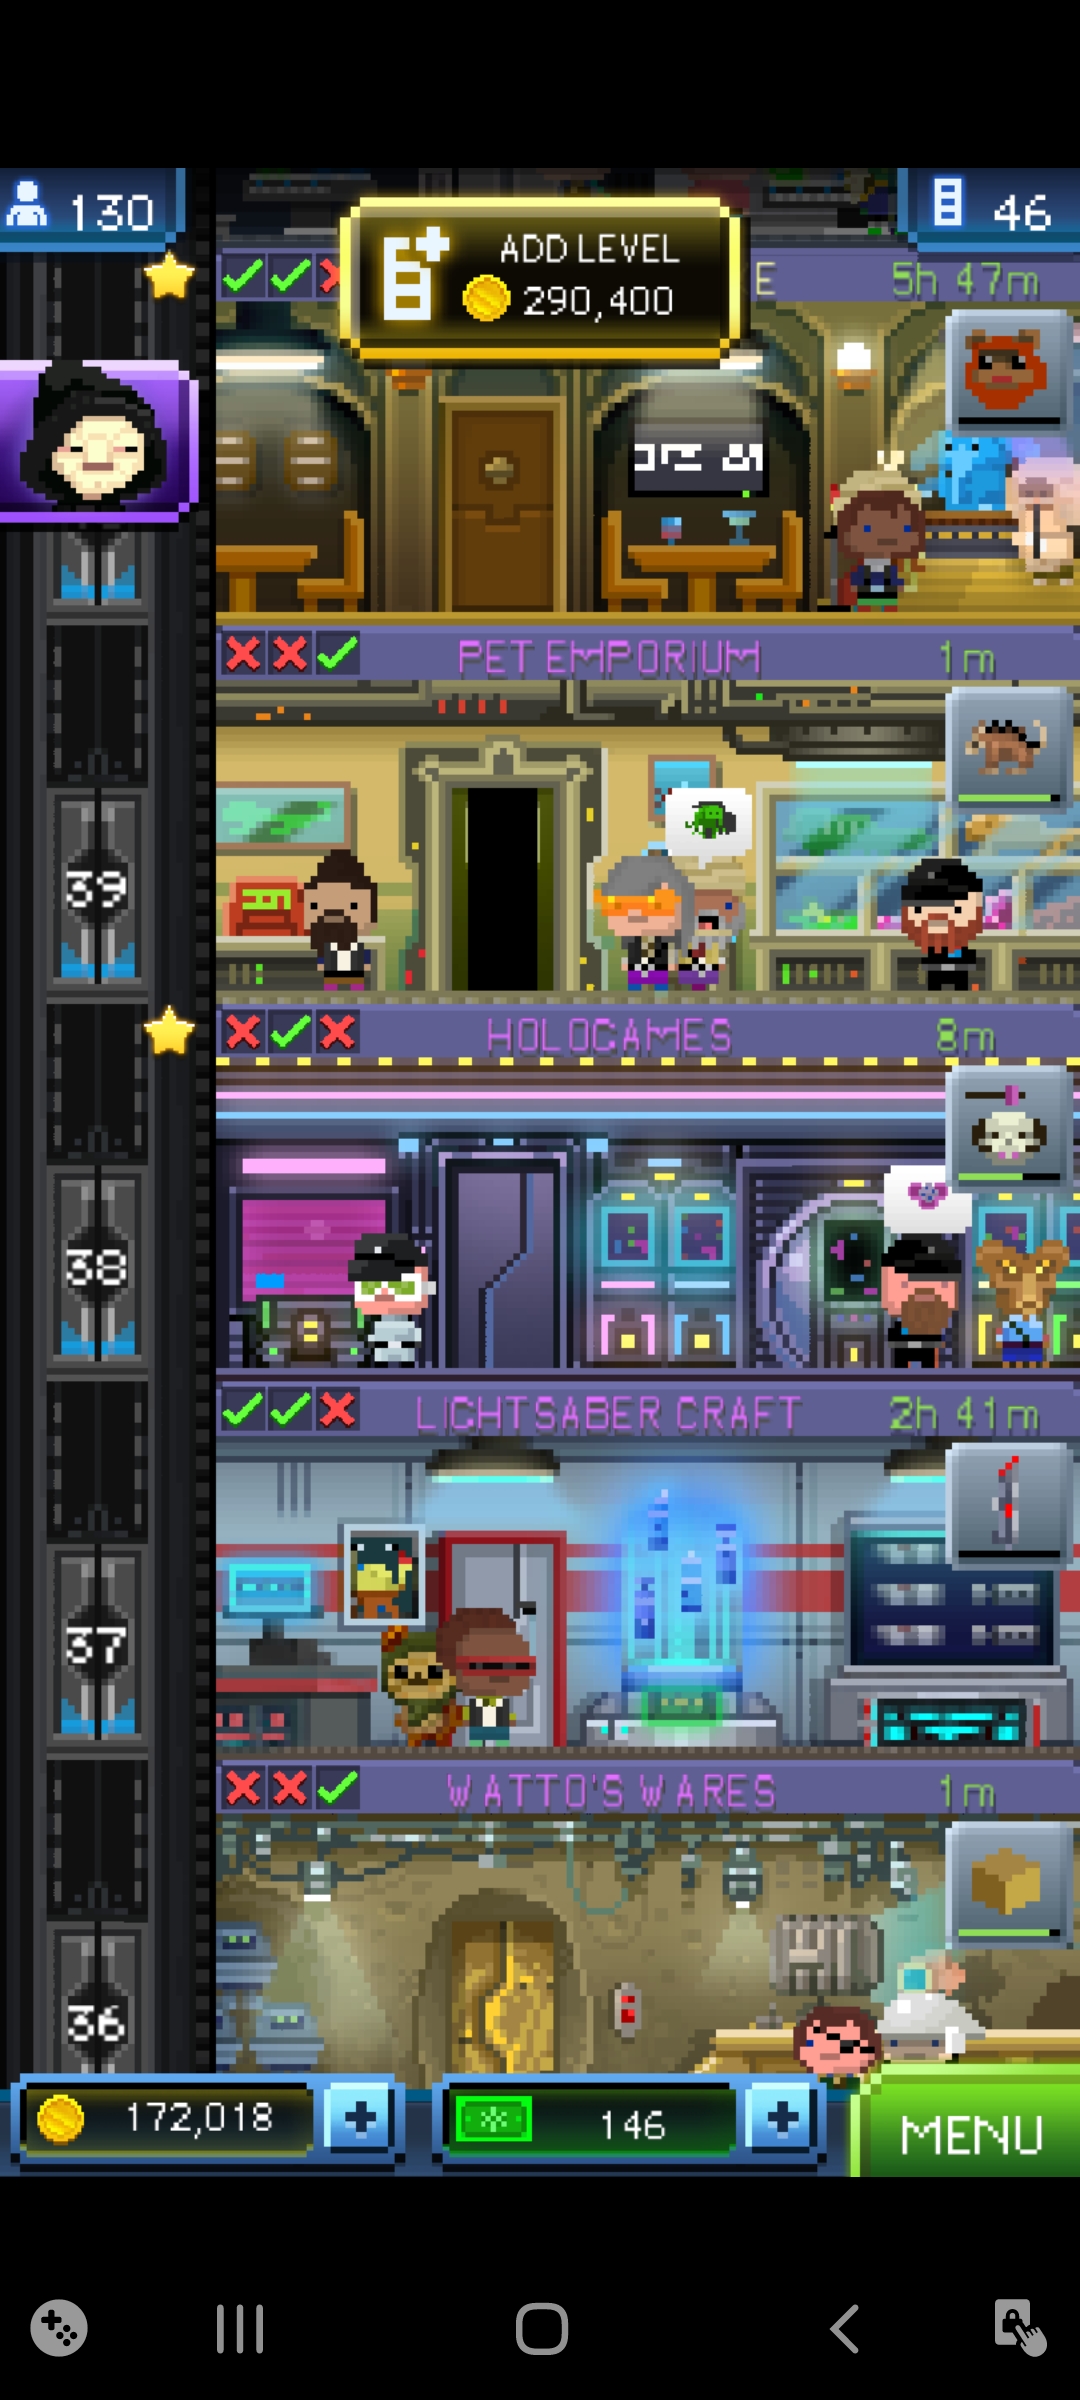 130
46
ADD LEVEL
290,400
E
5h 47m
PET EMPORIUM
1m
39
HOLOGAMES
8m
38
LIGHTSABER CRAFT
2h 41m
37
WATTO'S WARES
1m
36
172,018
146
MENU